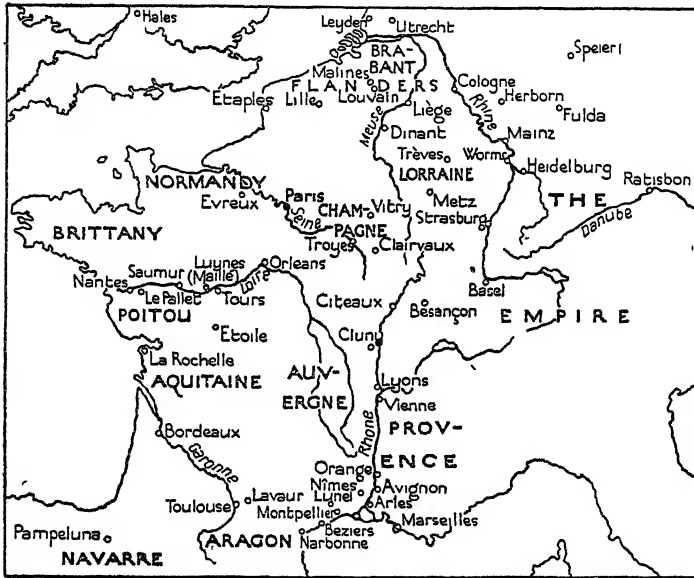 Hales
Leyden
Utrecht
Speierl
BRA-
BANT
Malines
FLANDERS
Cologne
Etaples
Lille
Louvain
Liège
Herborn
Rhine
Fulda
Meuse
Dinant
Mainz
Trèves
Worms
LORRAINE
Heidelburg
NORMANDY
Ratisbon
Evreux
Paris
Metz
THE
Seine
CHAM-
PAGNE
Vitry
Strasburg
Danube
BRITTANY
Troyes
Clairvaux
Luynes
(Maillé)
Orleans
Saumur
Loire
Nantes
Le Pallet
Tours
Basel
Citeaux
Besançon
POITOU
EMPIRE
Etoile
Cluny
La Rochelle
AUV-
ERGNE
AQUITAINE
Lyons
Vienne
PROV-
ENCE
Bordeaux
Rhone
Garonne
Orange
Nîmes
Avignon
Toulouse
Lavaur
Lunel
Arles
Montpellier
Marseilles
Pampeluna
Beziers
NAVARRE
ARAGON
Narbonne